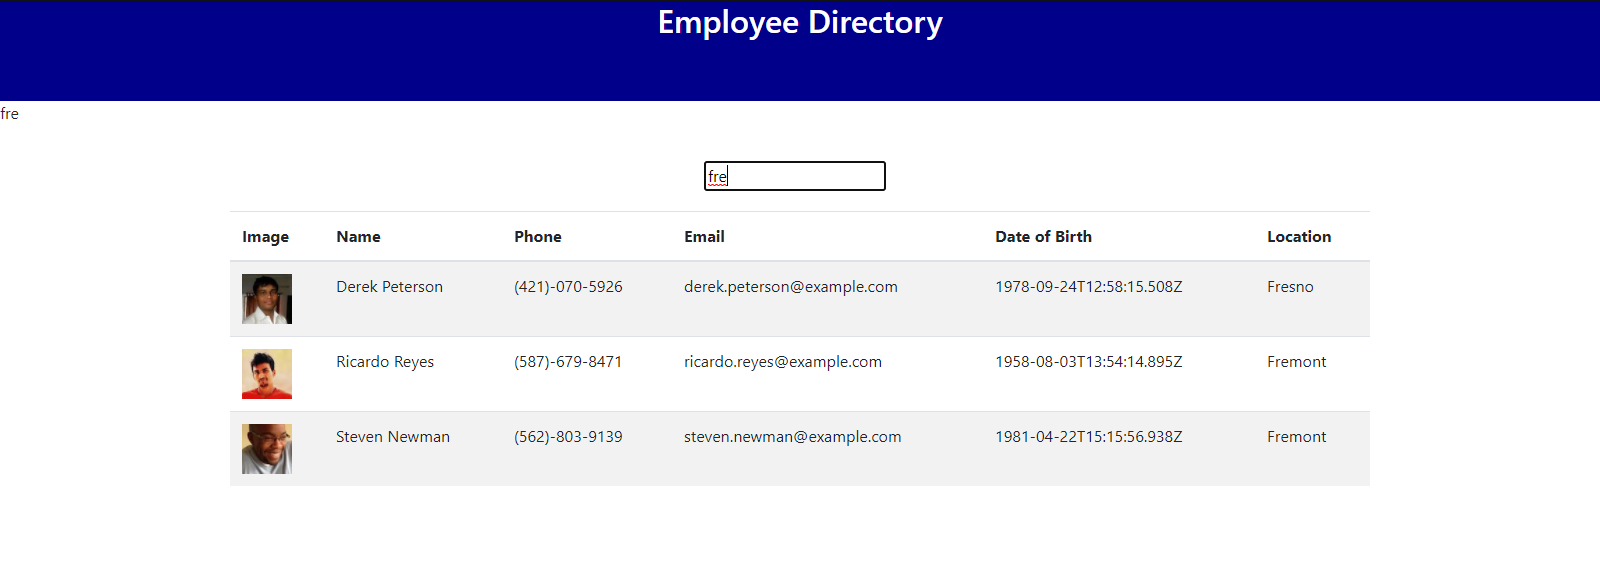 Employee Directory
fre
fre
Image Name Phone Email Date of Birth Location
Derek Peterson (421)-070-5926 derek.peterson@example.com 1978-09-24T12:58:15.508Z Fresno
Ricardo Reyes (587)-679-8471 ricardo.reyes@example.com 1958-08-03T13:54:14.895Z Fremont
Steven Newman (562)-803-9139 steven.newman@example.com 1981-04-22T15:15:56.938Z Fremont